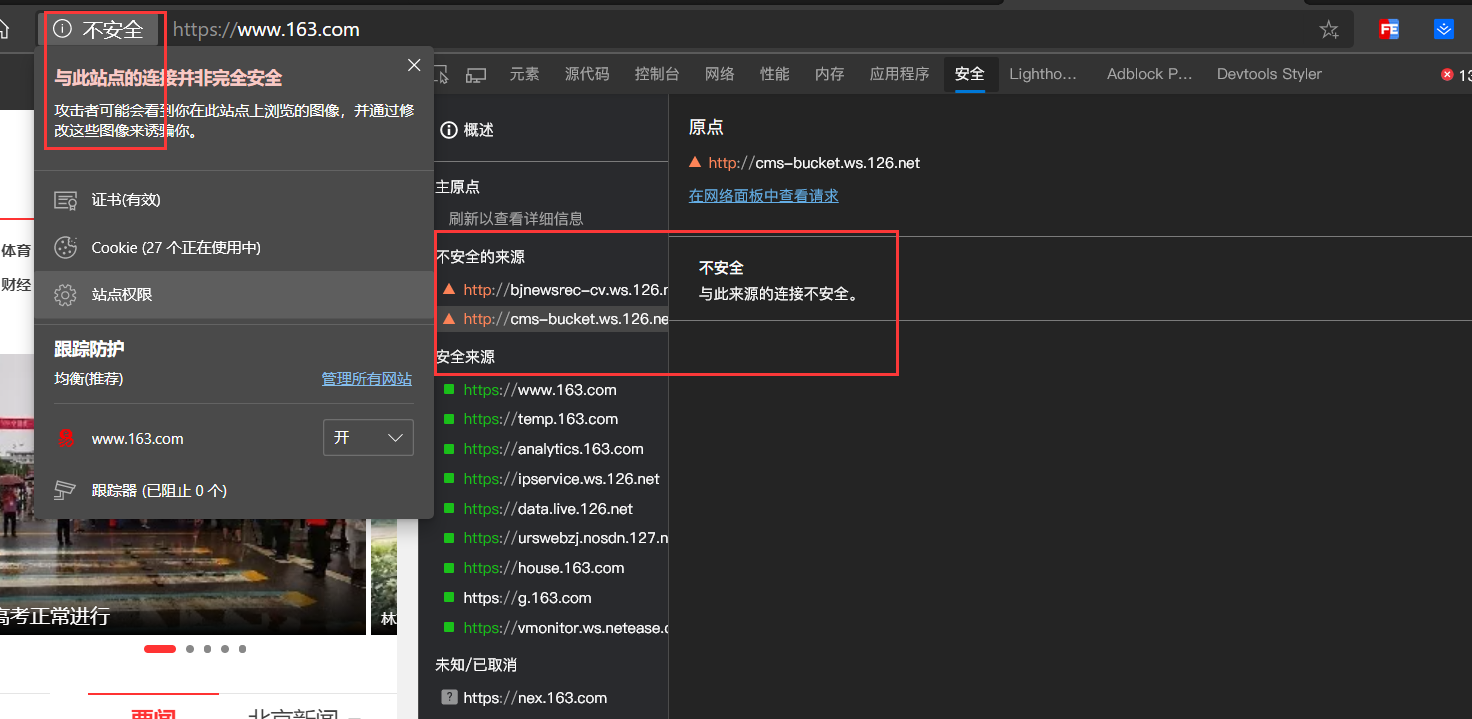 不安全
https://www.163.com
与此站点的连接并非完全安全
攻击者可能会看到你在此站点上浏览的图像，并通过修
改这些图像来诱骗你。
证书(有效)
Cookie (27 个正在使用中)
站点权限
跟踪防护
均衡(推荐)
管理所有网站
www.163.com
开
跟踪器 (已阻止 0 个)
体育
财经
高考正常进行
林
要闻
北京新闻
元素
源代码
控制台
网络
性能
内存
应用程序
安全
Lightho...
Adblock P...
Devtools Styler
13
概述
主原点
刷新以查看详细信息
不安全的来源
http://bjnewsrec-cv.ws.126.n
http://cms-bucket.ws.126.ne
安全来源
https://www.163.com
https://temp.163.com
https://analytics.163.com
https://ipservice.ws.126.net
https://data.live.126.net
https://urswebzj.nosdn.127.n
https://house.163.com
https://g.163.com
https://vmonitor.ws.netease.c
未知/已取消
https://nex.163.com
原点
http://cms-bucket.ws.126.net
在网络面板中查看请求
不安全
与此来源的连接不安全。